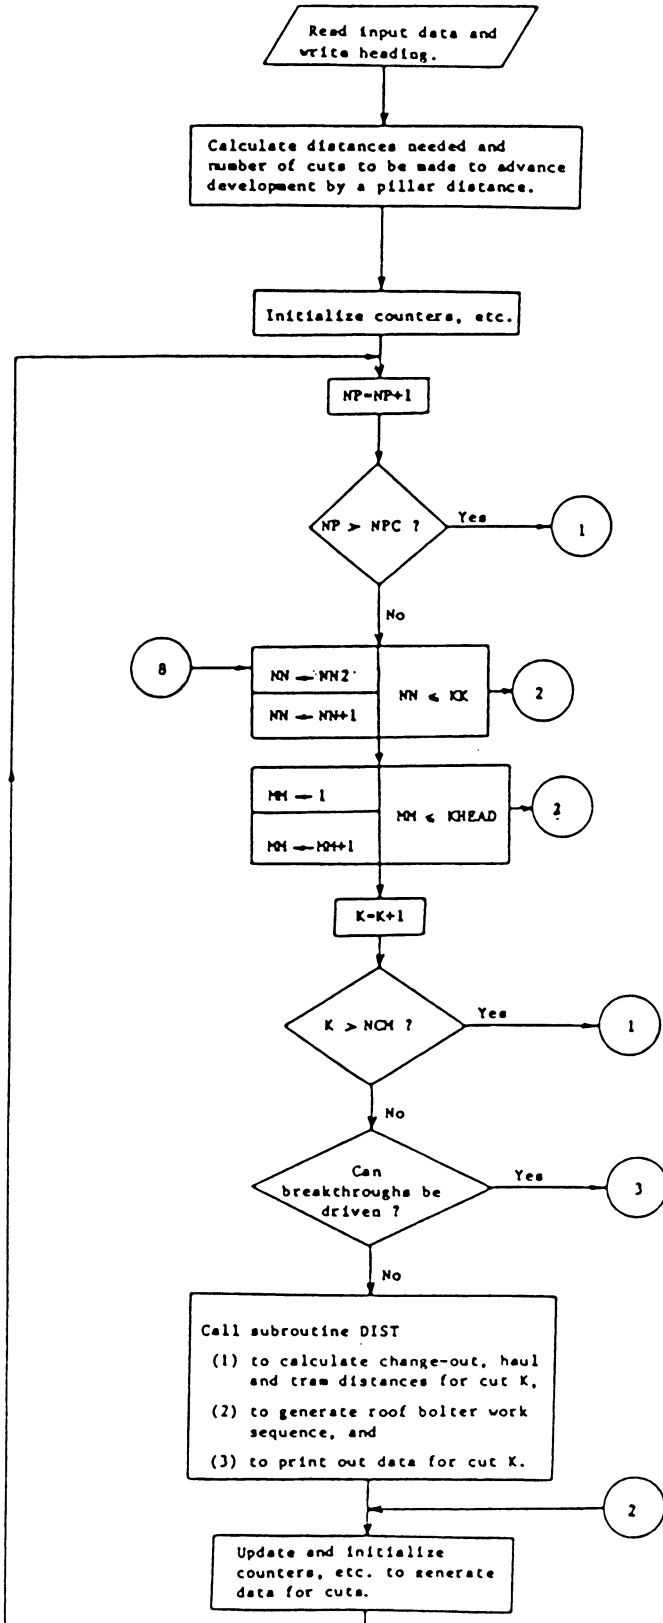 Read input data and
write heading.
Calculate distances needed and
number of cuts to be made to advance
development by a pillar distance.
Initialize counters, etc.
NP=NP+1
NP > NPC ?
Yes
1
No
8
NN ← NN2
NN ← NN+1
NN ≤ KK
2
MM ← 1
MM ← MM+1
MM ≤ KHEAD
2
K=K+1
K > NCM ?
Yes
1
No
Can
breakthroughs be
driven ?
Yes
3
No
Call subroutine DIST
(1) to calculate change-out, haul
and tram distances for cut K,
(2) to generate roof bolter work
sequence, and
(3) to print out data for cut K.
2
Update and initialize
counters, etc. to generate
data for cuts.